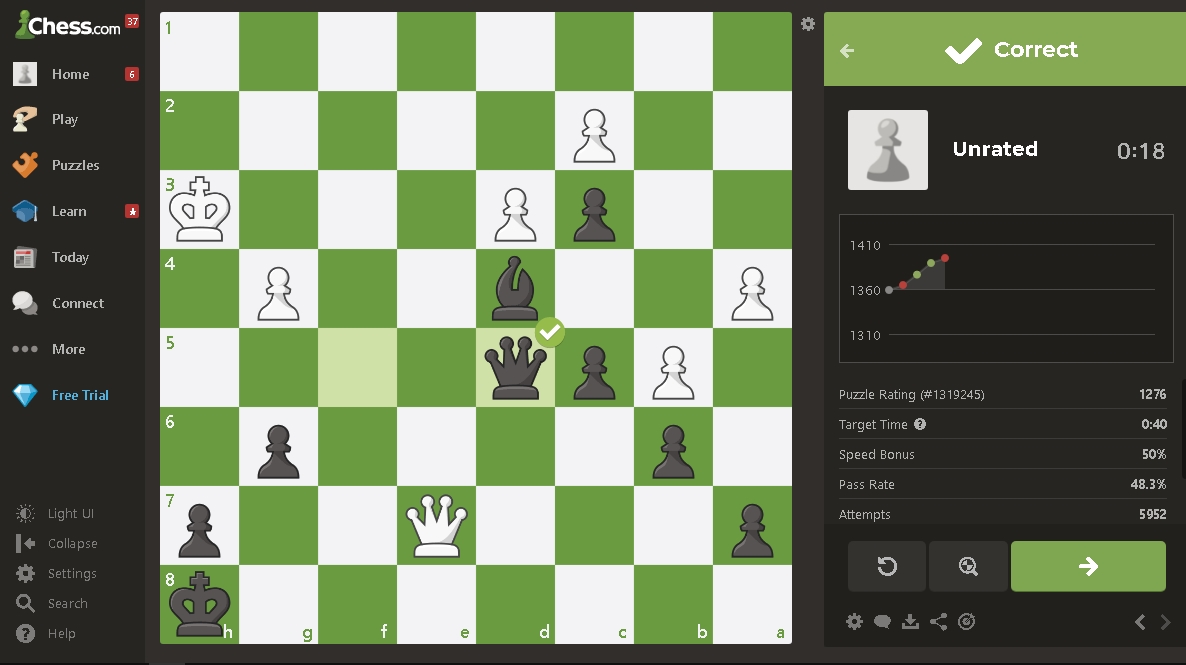 Chess.com 37
Home 6
Play
Puzzles
Learn
Today
Connect
More
Free Trial
Light UI
Collapse
Settings
Search
Help
1
2
3
4
5
6
7
8
h g f e d c b a
Correct
Unrated 0:18
1410
1360
1310
Puzzle Rating (#1319245) 1276
Target Time ? 0:40
Speed Bonus 50%
Pass Rate 48.3%
Attempts 5952